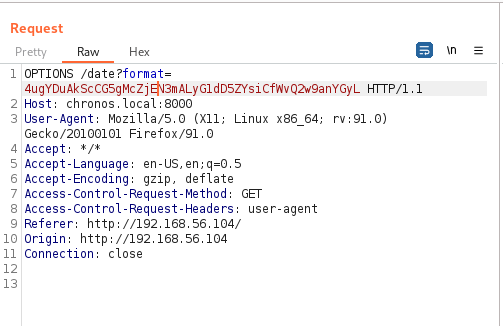 Request
Pretty Raw Hex \n
1 OPTIONS /date?format=
4ugYDuAkScCG5gMcZjEN3mALyG1dD5ZYsiCfWvQ2w9anYGyL HTTP/1.1
2 Host: chronos.local:8000
3 User-Agent: Mozilla/5.0 (X11; Linux x86_64; rv:91.0)
Gecko/20100101 Firefox/91.0
4 Accept: */*
5 Accept-Language: en-US,en;q=0.5
6 Accept-Encoding: gzip, deflate
7 Access-Control-Request-Method: GET
8 Access-Control-Request-Headers: user-agent
9 Referer: http://192.168.56.104/
10 Origin: http://192.168.56.104
11 Connection: close
12
13